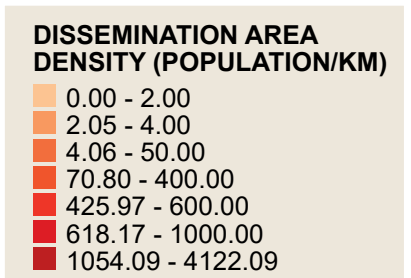 DISSEMINATION AREA
DENSITY (POPULATION/KM)
0.00 - 2.00
2.05 - 4.00
4.06 - 50.00
70.80 - 400.00
425.97 - 600.00
618.17 - 1000.00
1054.09 - 4122.09